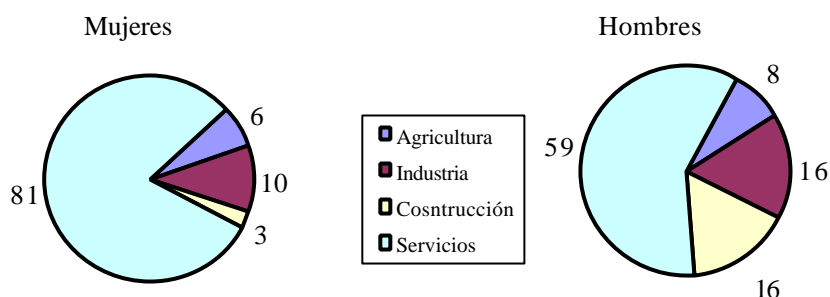 Mujeres
6
10
3
81
Agricultura
Industria
Cosntrucción
Servicios
Hombres
8
16
16
59